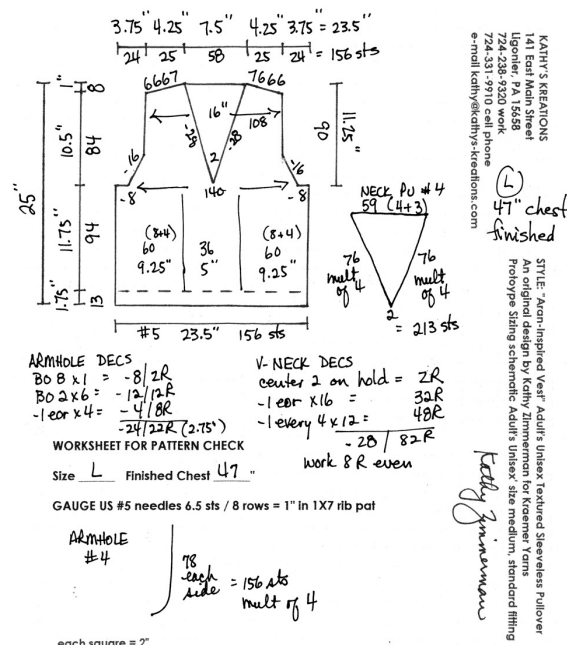 3.75" 4.25" 7.5" 4.25" 3.75" = 23.5"
24 25 58 25 24 = 156 sts
6667 7666
1" 8
16"
108
-28 -28
10.5" 84
90 11.25"
-16 2 -16
-8 140 -8
25"
11.75" 94
(8+4) 36 (8+4)
60 5" 60
9.25" 9.25"
1.75" 13
#5 23.5" 156 sts
NECK PU #4
59 (4+3)
76 mult of 4
76 mult of 4
2
= 213 sts
L
47" chest
finished
KATHY'S KREATIONS
141 East Main Street
Ligonier, PA 15658
724-238-9320 work
724-331-9910 cell phone
e-mail kathy@kathys-kreations.com
STYLE: "Aran-Inspired Vest" Adult's Unisex Textured Sleeveless Pullover
An original design by Kathy Zimmerman for Kraemer Yarns
Protoype Sizing schematic Adult's Unisex' size medium, standard fitting
Kathy Zimmerman
ARMHOLE DECS
BO 8 x 1 = -8/2R
BO 2 x 6 = -12/12R
-1 eor x 4 = -4/8R
-24/22R (2.75")
V-NECK DECS
center 2 on hold = 2R
-1 eor x 16 = 32R
-1 every 4 x 12 = 48R
-28 / 82R
work 8 R even
WORKSHEET FOR PATTERN CHECK
Size L Finished Chest 47 "
GAUGE US #5 needles 6.5 sts / 8 rows = 1" in 1X7 rib pat
ARMHOLE
#4
78
each
side = 156 sts
mult of 4
each square = 2"